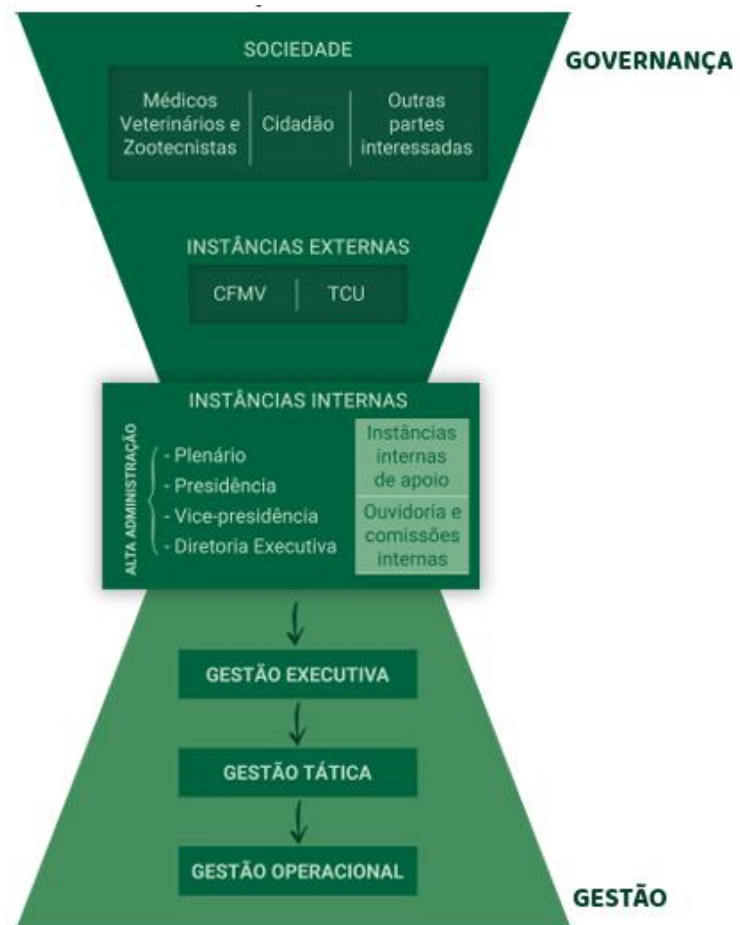 SOCIEDADE
GOVERNANÇA
Médicos
Veterinários e
Zootecnistas
Cidadão
Outras
partes
interessadas
INSTÂNCIAS EXTERNAS
CFMV
TCU
INSTÂNCIAS INTERNAS
ALTA ADMINISTRAÇÃO
- Plenário
- Presidência
- Vice-presidência
- Diretoria Executiva
Instâncias
internas
de apoio
Ouvidoria e
comissões
internas
GESTÃO EXECUTIVA
GESTÃO TÁTICA
GESTÃO OPERACIONAL
GESTÃO